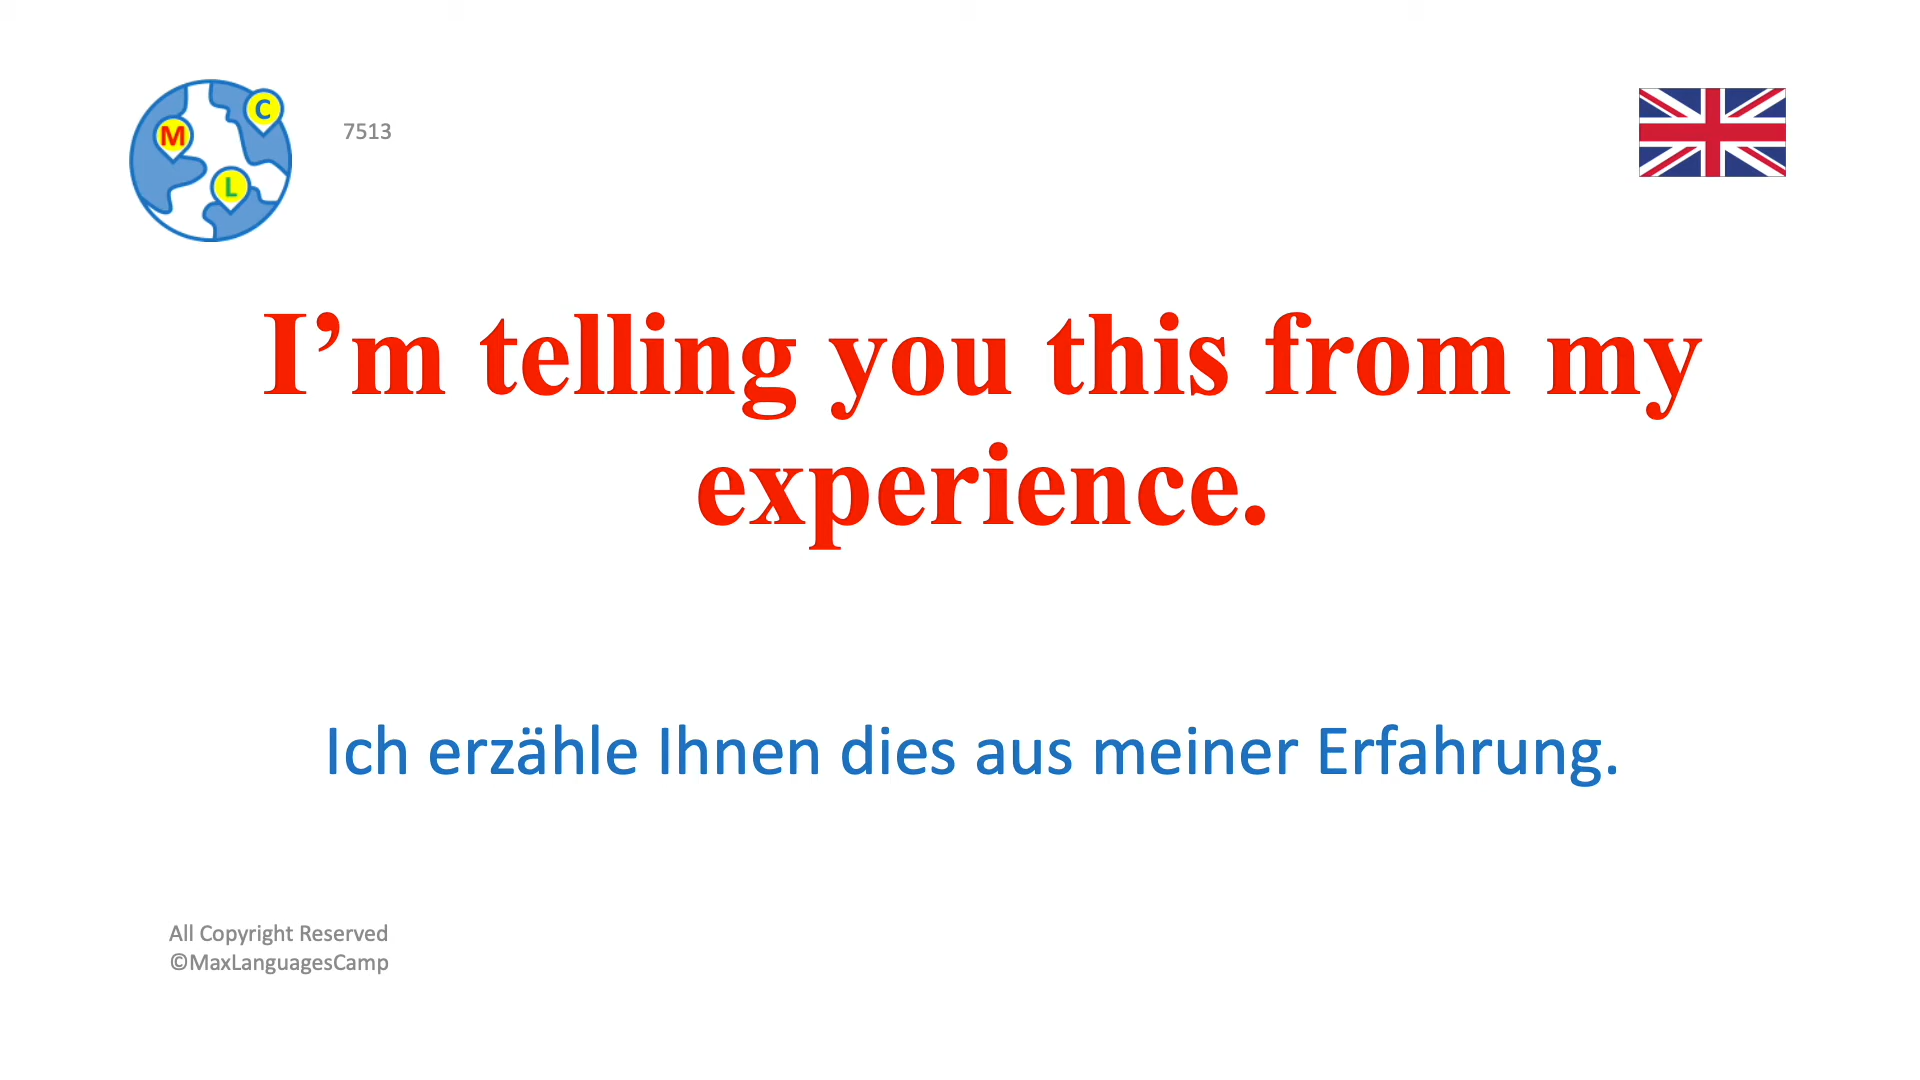 C
M
7513
L
I’m telling you this from my
experience.
Ich erzähle Ihnen dies aus meiner Erfahrung.
All Copyright Reserved
©MaxLanguagesCamp